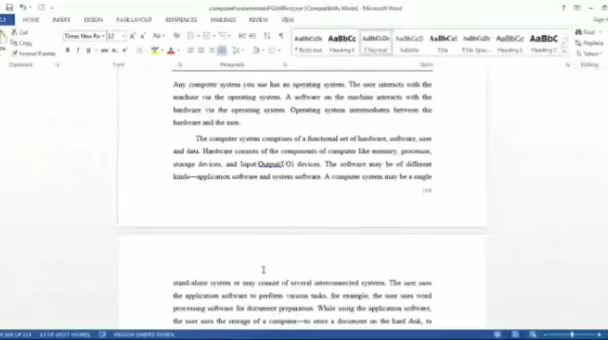 [Compatibility Mode] - Microsoft Word
HOME INSERT DESIGN PAGE LAYOUT REFERENCES MAILINGS REVIEW VIEW
Cut
Copy
Format Painter
Times New Ro 12
AaBbCcDc AaBbCc AaBbCcDc AaBbCcD AaBbCcI AaBbCcDc AaBbCc AaBbC
¶ Body text Heading 1 ¶ Normal Subtitle Title ¶ No Spac... Heading 1 Heading 2
Find
Replace
Select
Clipboard Font Paragraph Styles Editing
Any computer system you use has an operating system. The user interacts with the
machine via the operating system. A software on the machine interacts with the
hardware via the operating system. Operating system intermediates between the
hardware and the user.
The computer system comprises of a functional set of hardware, software, user
and data. Hardware consists of the components of computer like memory, processor,
storage devices, and Input/Output(I/O) devices. The software may be of different
kinds—application software and system software. A computer system may be a single
stand-alone system or may consist of several interconnected systems. The user uses
the application software to perform various tasks, for example, the user uses word
processing software for document preparation. While using the application software,
the user uses the storage of a computer—to store a document on the hard disk, to
WORDS ENGLISH (UNITED STATES)